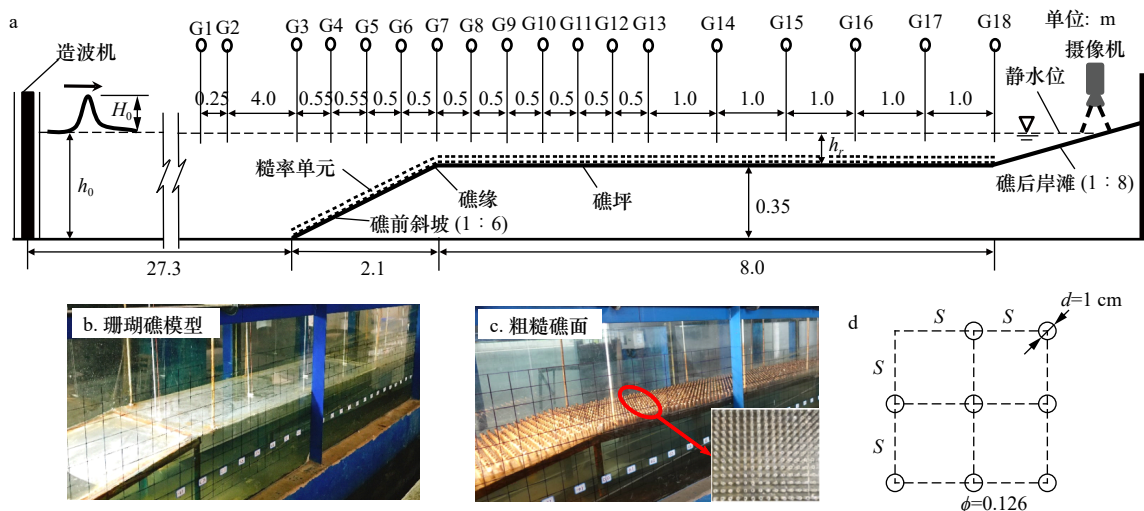 a
G1 G2 G3 G4 G5 G6 G7 G8 G9 G10 G11 G12 G13 G14 G15 G16 G17 G18 单位: m
造波机
摄像机
静水位
0.25 4.0 0.55 0.55 0.5 0.5 0.5 0.5 0.5 0.5 1.0 1.0 1.0 1.0 1.0
H₀
hᵣ
糙率单元
h₀
礁缘
礁坪
礁后岸滩 (1∶8)
礁前斜坡 (1∶6)
0.35
27.3 2.1 8.0
b. 珊瑚礁模型
c. 粗糙礁面
d
d=1 cm
S S
S
S
ϕ=0.126